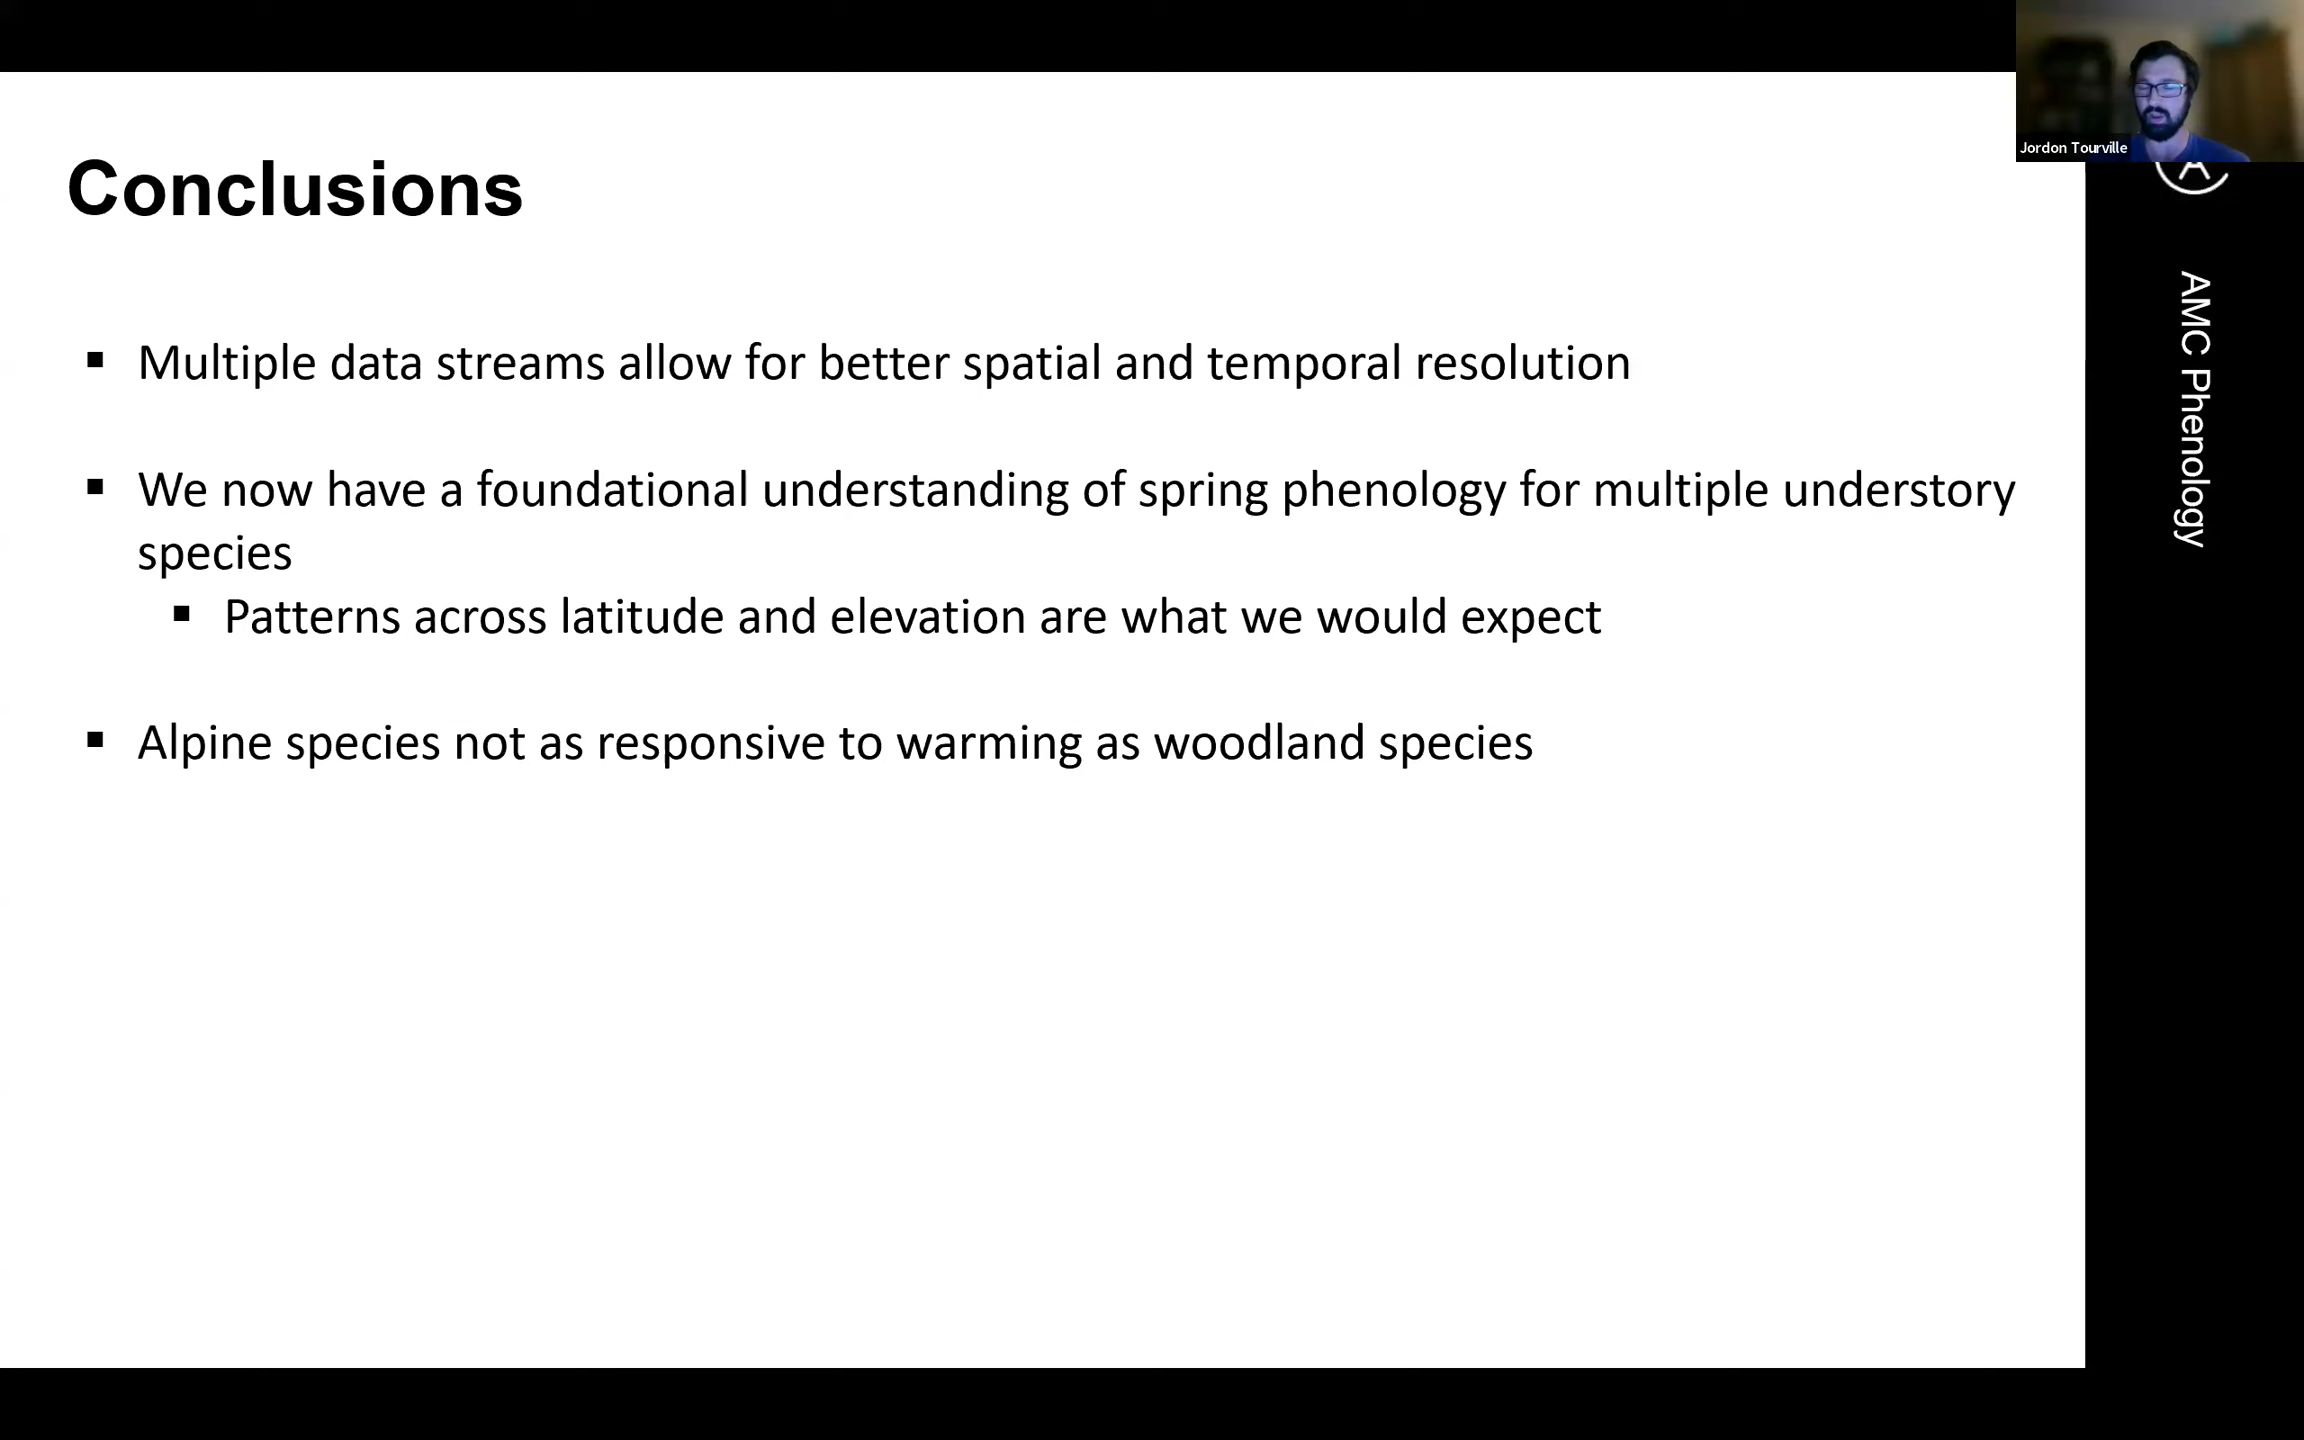 Jordon Tourville
Conclusions
▪ Multiple data streams allow for better spatial and temporal resolution
▪ We now have a foundational understanding of spring phenology for multiple understory
species
▪ Patterns across latitude and elevation are what we would expect
▪ Alpine species not as responsive to warming as woodland species
AMC Phenology